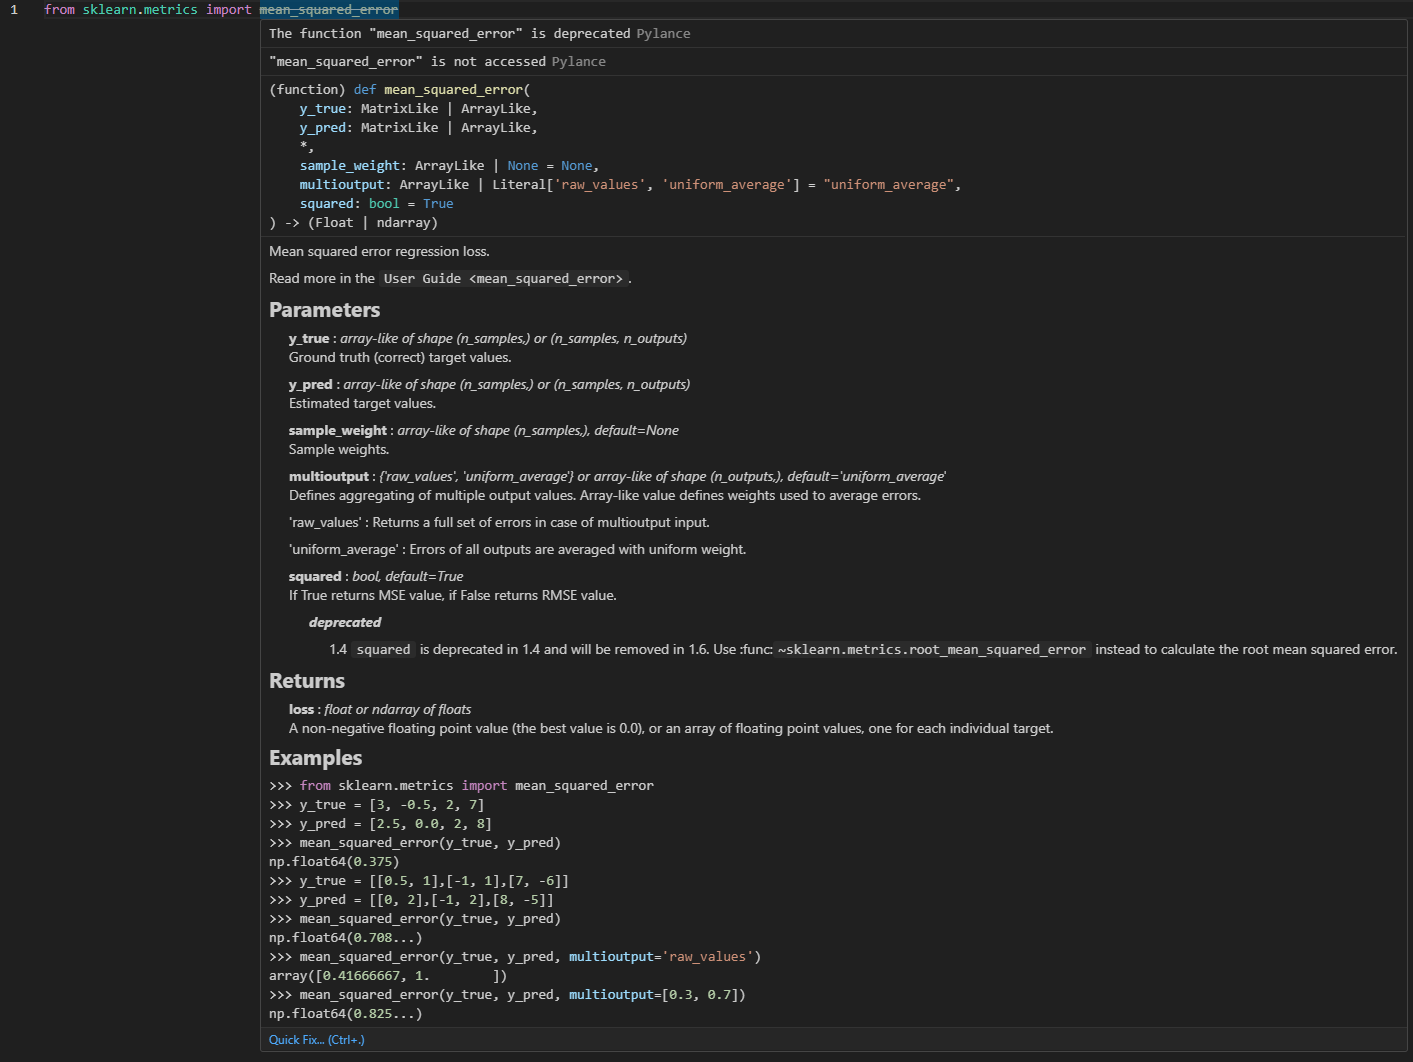 1 from sklearn.metrics import mean_squared_error
The function "mean_squared_error" is deprecated Pylance
"mean_squared_error" is not accessed Pylance
(function) def mean_squared_error(
    y_true: MatrixLike | ArrayLike,
    y_pred: MatrixLike | ArrayLike,
    *,
    sample_weight: ArrayLike | None = None,
    multioutput: ArrayLike | Literal['raw_values', 'uniform_average'] = "uniform_average",
    squared: bool = True
) -> (Float | ndarray)
Mean squared error regression loss.
Read more in the User Guide <mean_squared_error>.
Parameters
y_true : array-like of shape (n_samples,) or (n_samples, n_outputs)
Ground truth (correct) target values.
y_pred : array-like of shape (n_samples,) or (n_samples, n_outputs)
Estimated target values.
sample_weight : array-like of shape (n_samples,), default=None
Sample weights.
multioutput : {'raw_values', 'uniform_average'} or array-like of shape (n_outputs,), default='uniform_average'
Defines aggregating of multiple output values. Array-like value defines weights used to average errors.
'raw_values' : Returns a full set of errors in case of multioutput input.
'uniform_average' : Errors of all outputs are averaged with uniform weight.
squared : bool, default=True
If True returns MSE value, if False returns RMSE value.
deprecated
1.4 squared is deprecated in 1.4 and will be removed in 1.6. Use :func: ~sklearn.metrics.root_mean_squared_error instead to calculate the root mean squared error.
Returns
loss : float or ndarray of floats
A non-negative floating point value (the best value is 0.0), or an array of floating point values, one for each individual target.
Examples
>>> from sklearn.metrics import mean_squared_error
>>> y_true = [3, -0.5, 2, 7]
>>> y_pred = [2.5, 0.0, 2, 8]
>>> mean_squared_error(y_true, y_pred)
np.float64(0.375)
>>> y_true = [[0.5, 1],[-1, 1],[7, -6]]
>>> y_pred = [[0, 2],[-1, 2],[8, -5]]
>>> mean_squared_error(y_true, y_pred)
np.float64(0.708...)
>>> mean_squared_error(y_true, y_pred, multioutput='raw_values')
array([0.41666667, 1.        ])
>>> mean_squared_error(y_true, y_pred, multioutput=[0.3, 0.7])
np.float64(0.825...)
Quick Fix... (Ctrl+.)